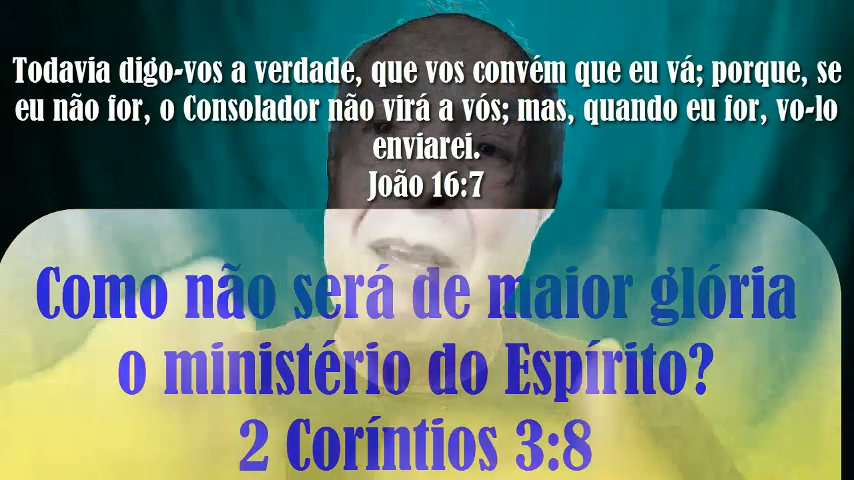 Todavia digo-vos a verdade, que vos convém que eu vá; porque, se
eu não for, o Consolador não virá a vós; mas, quando eu for, vo-lo
enviarei.
João 16:7
Como não será de maior glória
o ministério do Espírito?
2 Coríntios 3:8